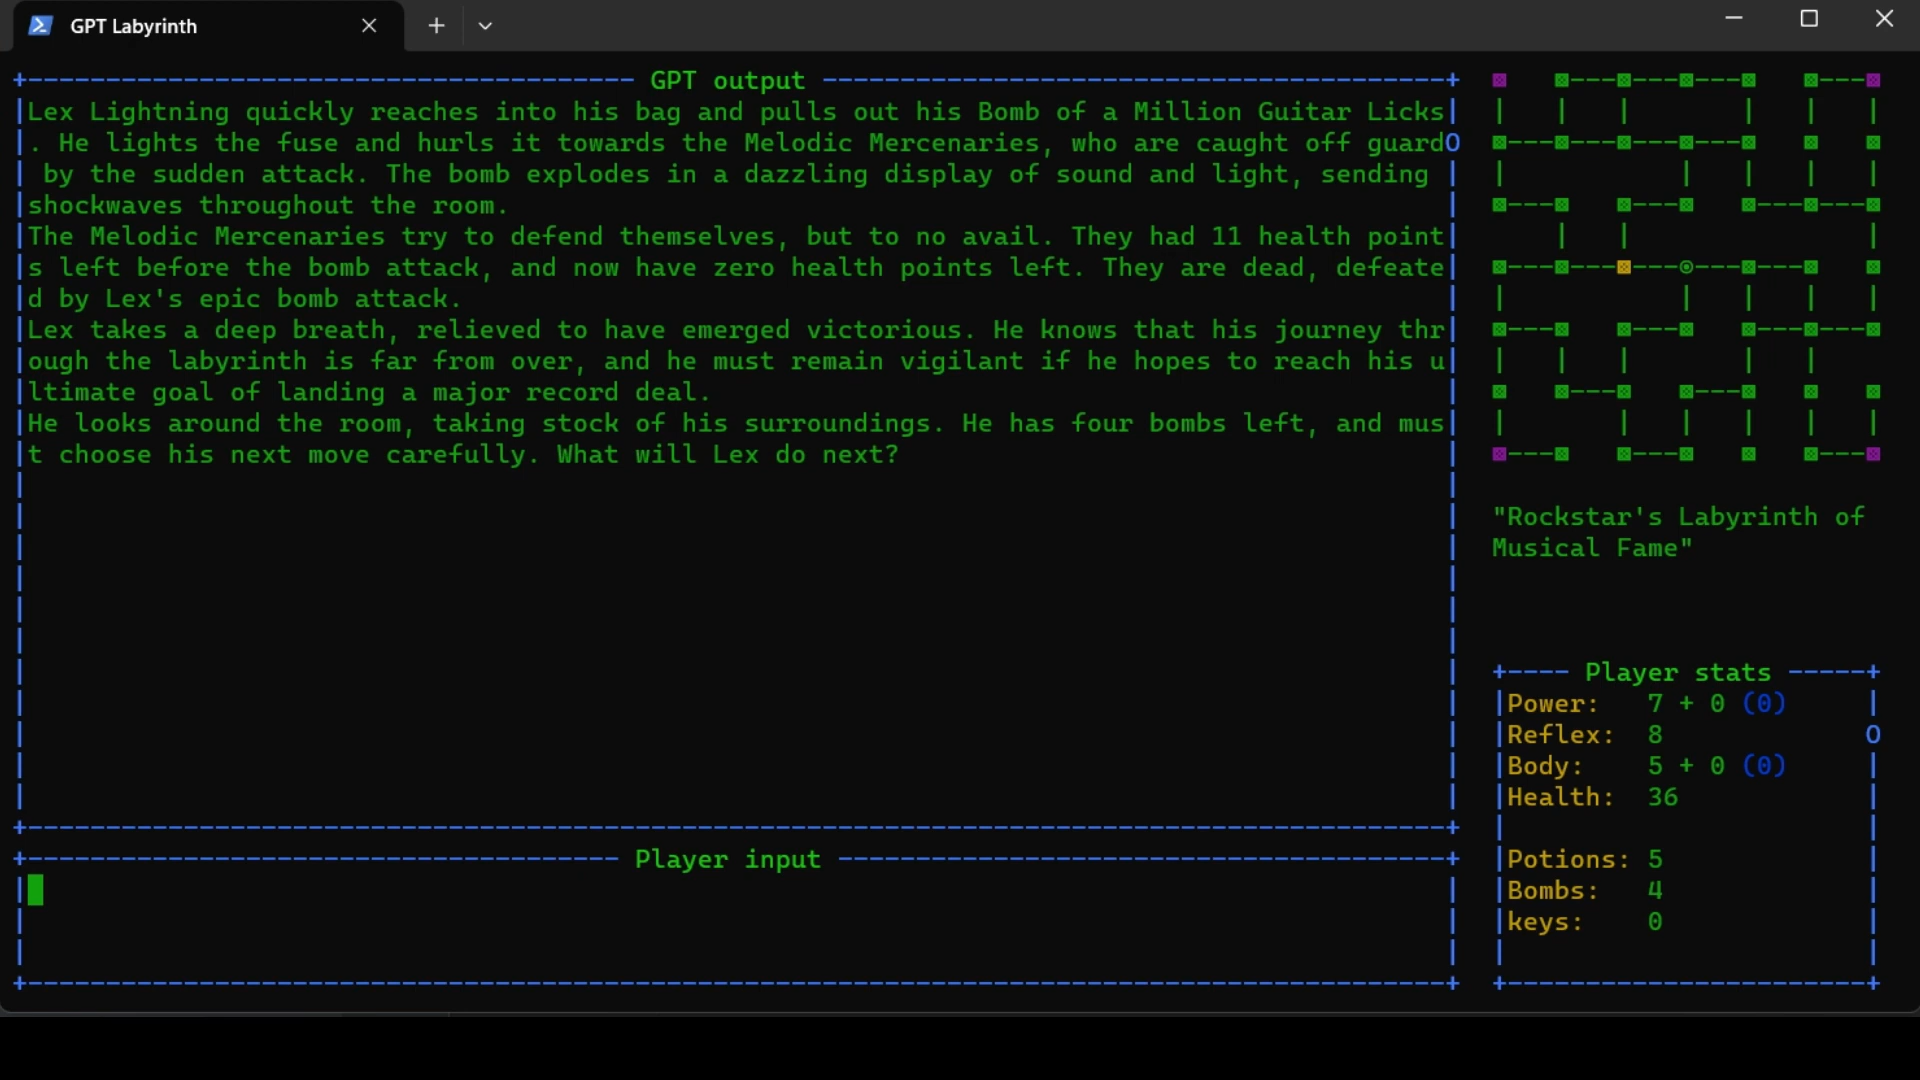 GPT Labyrinth
GPT output
Lex Lightning quickly reaches into his bag and pulls out his Bomb of a Million Guitar Licks
. He lights the fuse and hurls it towards the Melodic Mercenaries, who are caught off guard
by the sudden attack. The bomb explodes in a dazzling display of sound and light, sending
shockwaves throughout the room.
The Melodic Mercenaries try to defend themselves, but to no avail. They had 11 health point
s left before the bomb attack, and now have zero health points left. They are dead, defeate
d by Lex's epic bomb attack.
Lex takes a deep breath, relieved to have emerged victorious. He knows that his journey thr
ough the labyrinth is far from over, and he must remain vigilant if he hopes to reach his u
ltimate goal of landing a major record deal.
He looks around the room, taking stock of his surroundings. He has four bombs left, and mus
t choose his next move carefully. What will Lex do next?
Player input
"Rockstar's Labyrinth of
Musical Fame"
Player stats
Power: 7 + 0 (0)
Reflex: 8
Body: 5 + 0 (0)
Health: 36
Potions: 5
Bombs: 4
keys: 0